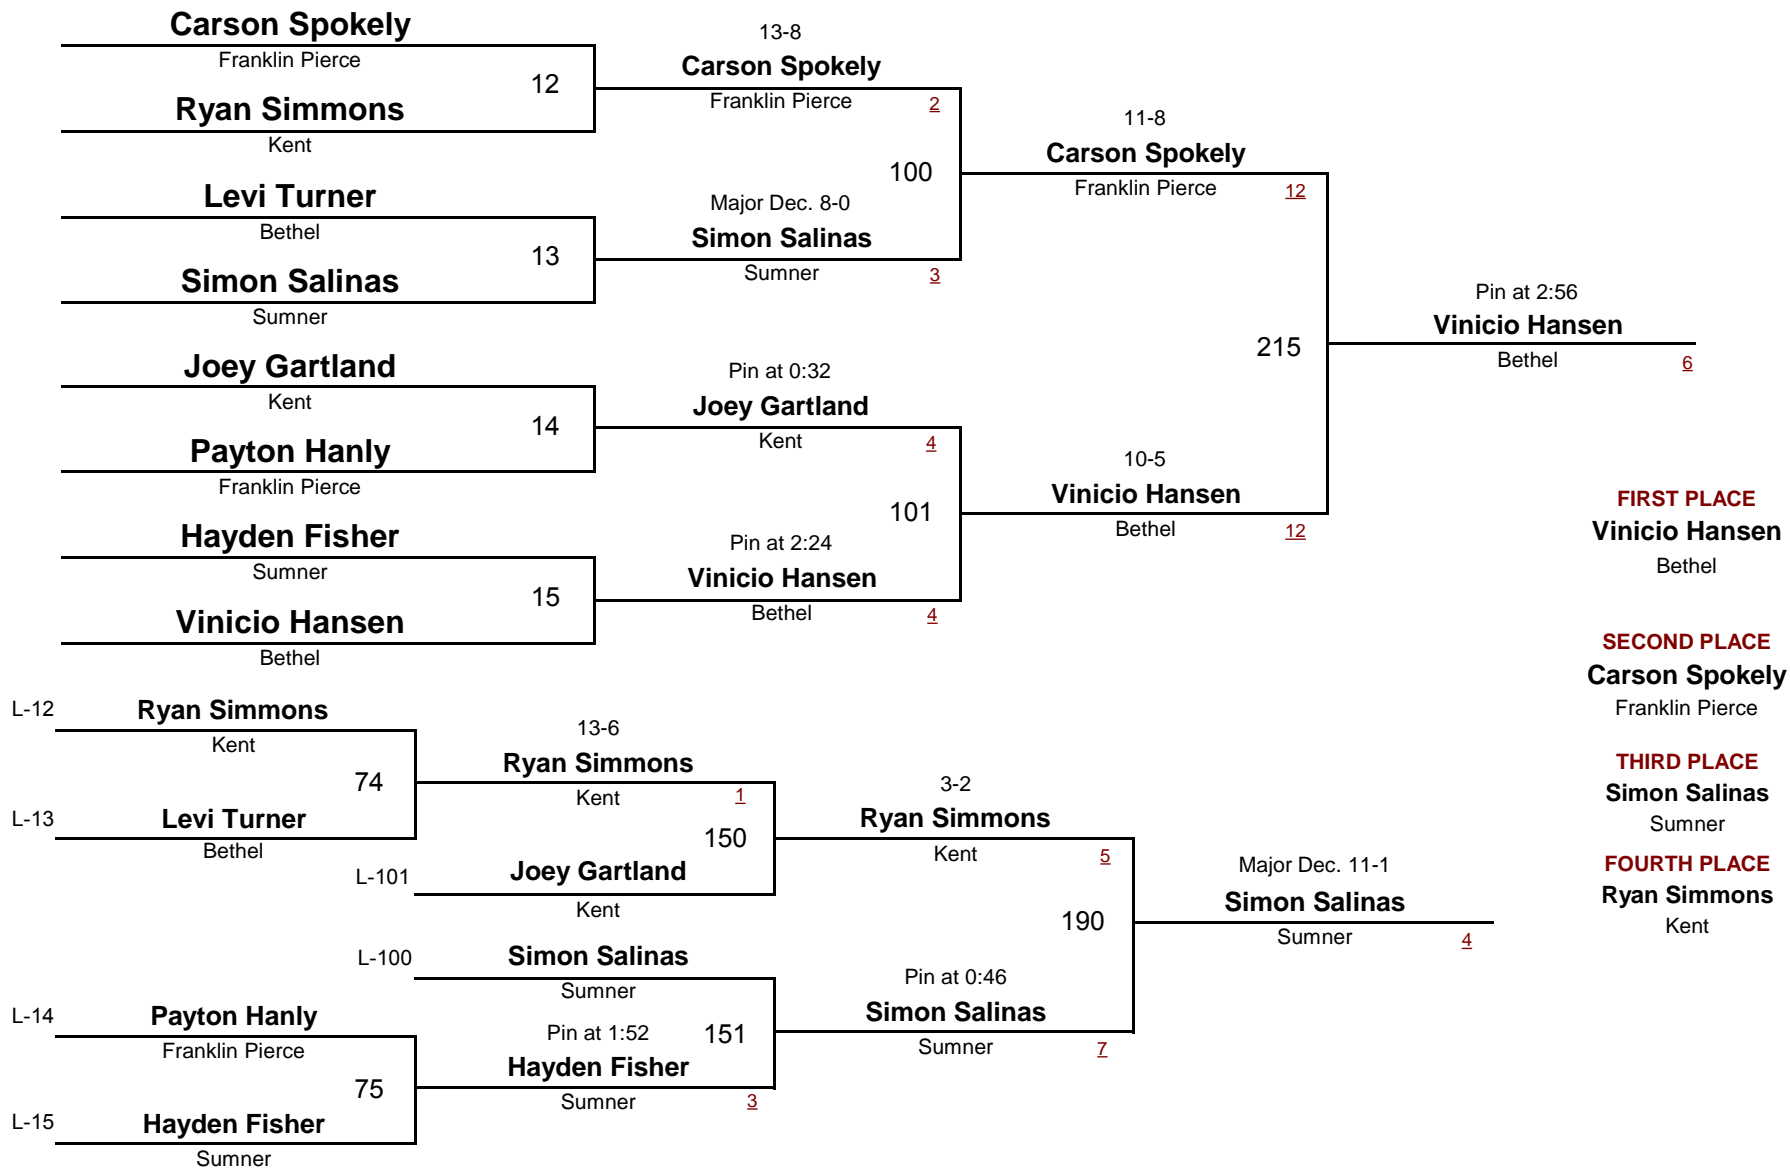 Carson Spokely
Franklin Pierce
12
Ryan Simmons
Kent
Levi Turner
Bethel
13
Simon Salinas
Sumner
Joey Gartland
Kent
14
Payton Hanly
Franklin Pierce
Hayden Fisher
Sumner
15
Vinicio Hansen
Bethel
13-8
Carson Spokely
Franklin Pierce
2
100
Major Dec. 8-0
Simon Salinas
Sumner
3
Pin at 0:32
Joey Gartland
Kent
4
101
Pin at 2:24
Vinicio Hansen
Bethel
4
11-8
Carson Spokely
Franklin Pierce
12
215
10-5
Vinicio Hansen
Bethel
12
Pin at 2:56
Vinicio Hansen
Bethel
6
FIRST PLACE
Vinicio Hansen
Bethel
SECOND PLACE
Carson Spokely
Franklin Pierce
THIRD PLACE
Simon Salinas
Sumner
FOURTH PLACE
Ryan Simmons
Kent
L-12
Ryan Simmons
Kent
74
L-13
Levi Turner
Bethel
13-6
Ryan Simmons
Kent
1
150
L-101
Joey Gartland
Kent
L-100
Simon Salinas
Sumner
L-14
Payton Hanly
Franklin Pierce
75
L-15
Hayden Fisher
Sumner
Pin at 1:52
151
Hayden Fisher
Sumner
3
3-2
Ryan Simmons
Kent
5
190
Pin at 0:46
Simon Salinas
Sumner
7
Major Dec. 11-1
Simon Salinas
Sumner
4